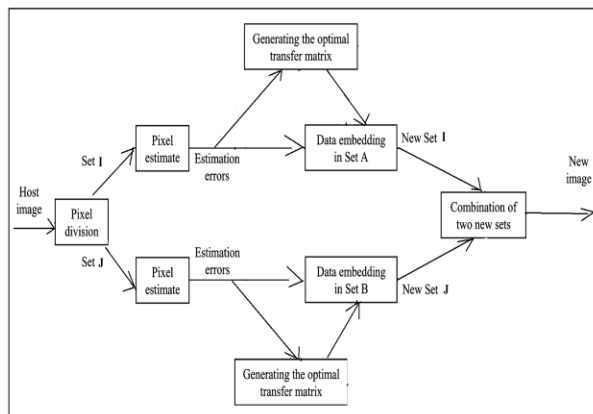 Generating the optimal
transfer matrix
Pixel
estimate
Estimation
errors
Data embedding
in Set A
New Set I
Set I
Host
image
Pixel
division
Combination of
two new sets
New
image
Set J
Pixel
estimate
Estimation
errors
Data embedding
in Set B
New Set J
Generating the optimal
transfer matrix